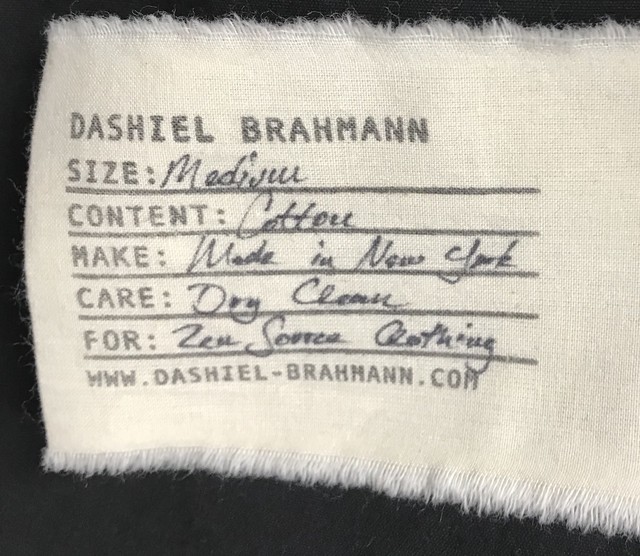 DASHIEL BRAHMANN
SIZE: Medium
CONTENT: Cotton
MAKE: Made in New York
CARE: Dry Clean
FOR: Zen Source Clothing
WWW.DASHIEL-BRAHMANN.COM